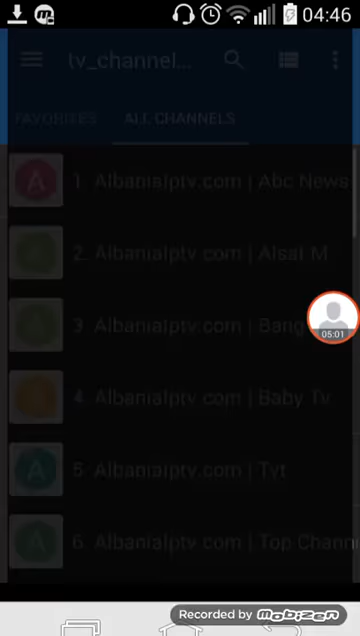 04:46
tv_channel...
FAVORITES ALL CHANNELS
A 1. AlbaniaIptv.com | Abc News
2. AlbaniaIptv.com | Alsat M
3. AlbaniaIptv.com | Bang
05:01
4. AlbaniaIptv.com | Baby Tv
A 5. AlbaniaIptv.com | Tvt
A 6. AlbaniaIptv.com | Top Chann
Recorded by mobizen